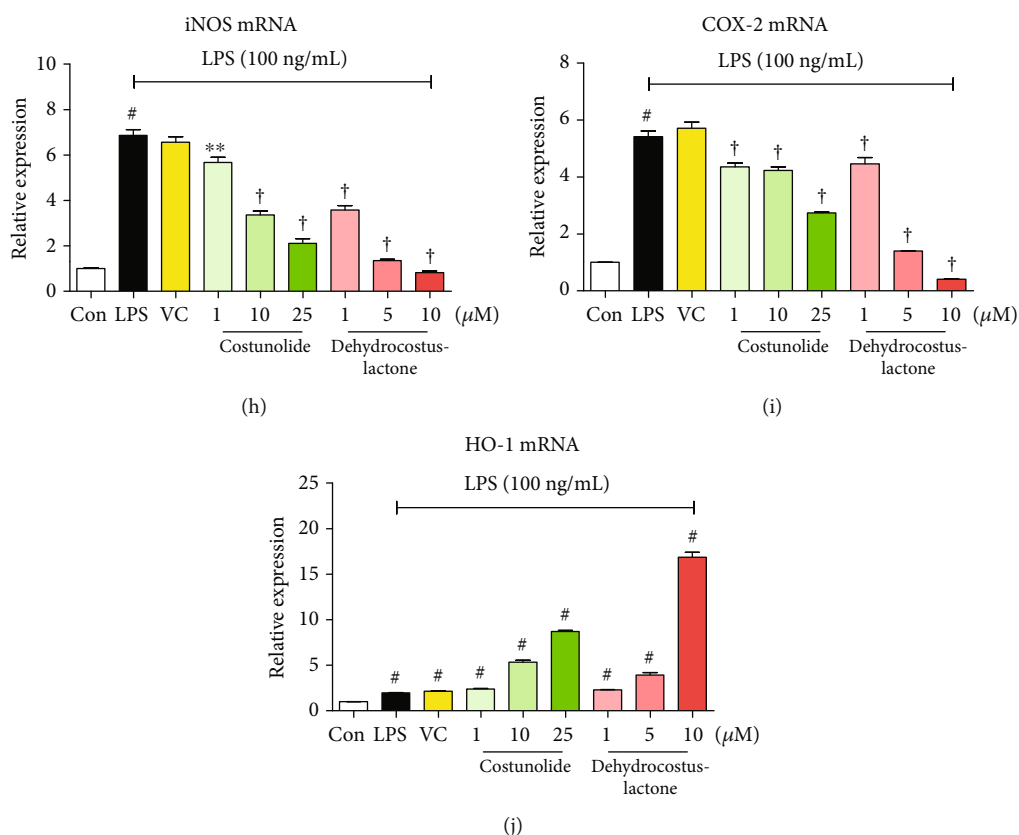 iNOS mRNA
LPS (100 ng/mL)
Relative expression
10
8
6
4
2
0
#
**
†
†
†
†
†
Con LPS VC 1 10 25 1 5 10 (μM)
Costunolide
Dehydrocostus-
lactone
(h)
COX-2 mRNA
LPS (100 ng/mL)
Relative expression
8
6
4
2
0
#
†
†
†
†
†
†
Con LPS VC 1 10 25 1 5 10 (μM)
Costunolide
Dehydrocostus-
lactone
(i)
HO-1 mRNA
LPS (100 ng/mL)
Relative expression
25
20
15
10
5
0
#
#
#
#
#
#
#
#
Con LPS VC 1 10 25 1 5 10 (μM)
Costunolide
Dehydrocostus-
lactone
(j)